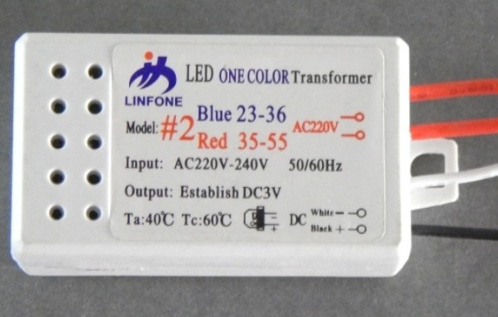 LED ONE COLOR Transformer
LINFONE
Model: #2 Blue 23-36
Red 35-55 AC220V
Input: AC220V-240V 50/60Hz
Output: Establish DC3V
Ta:40℃ Tc:60℃ DC White −
Black +